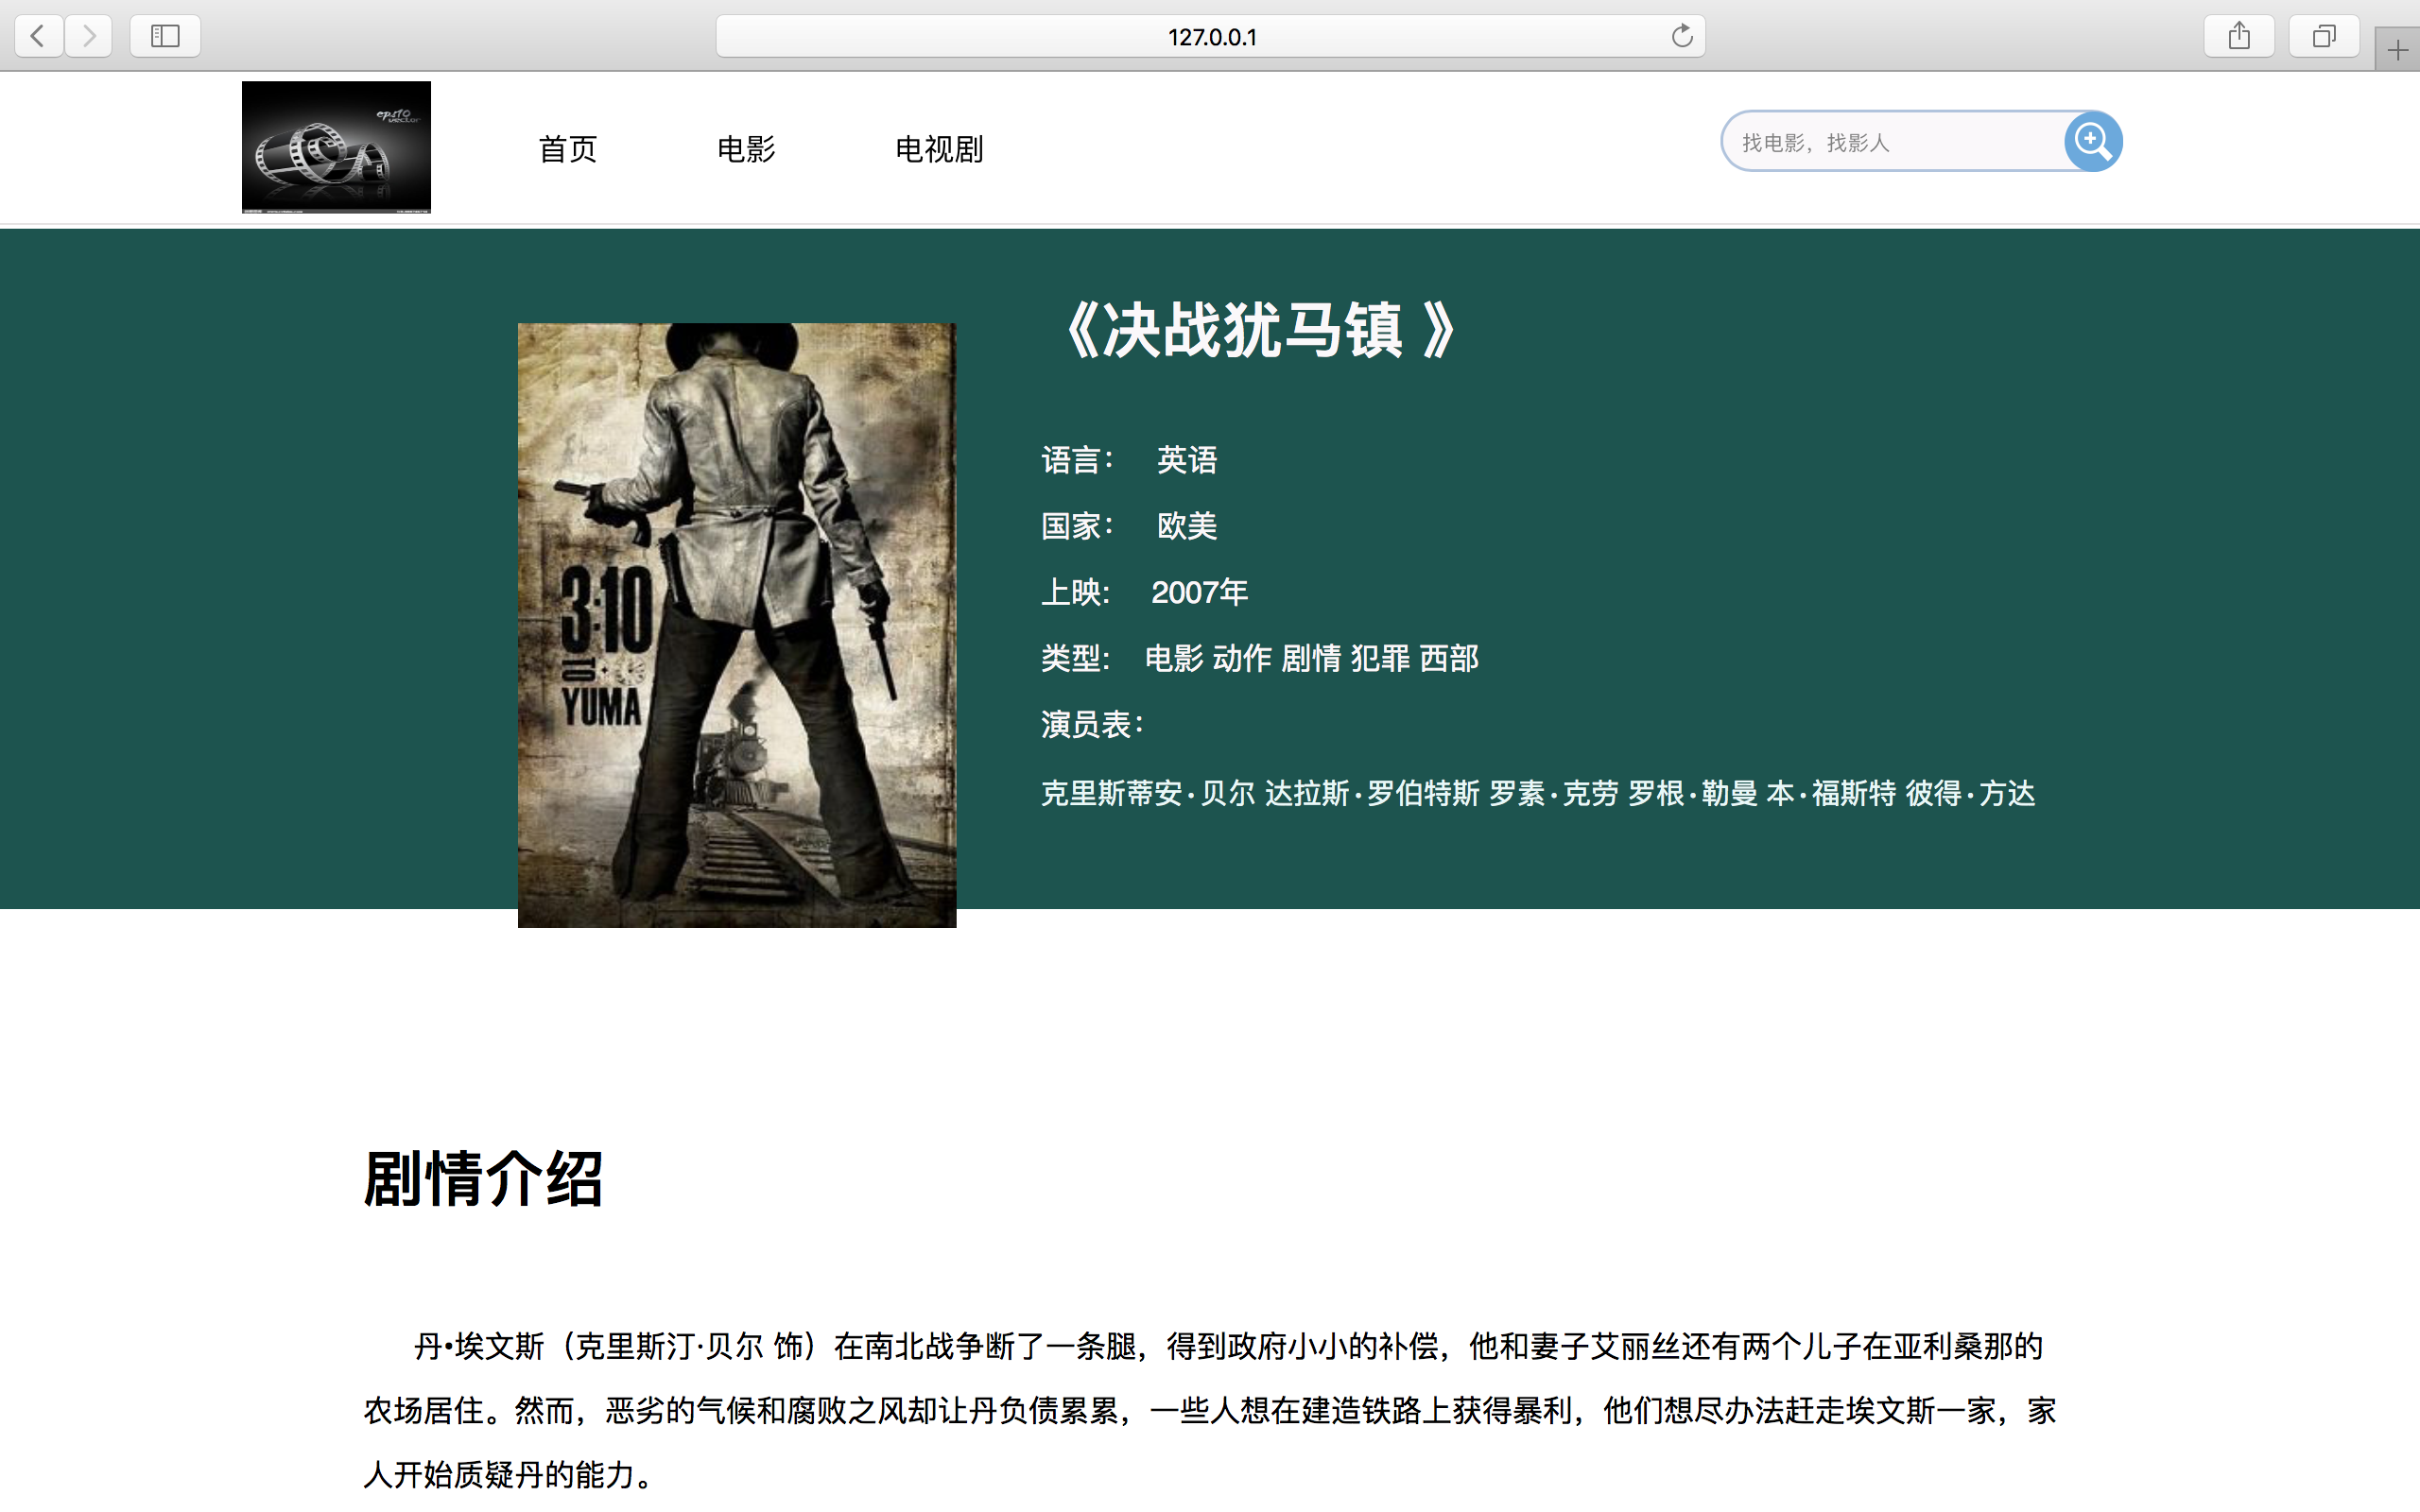 127.0.0.1
eps10
vector
首页
电影
电视剧
找电影，找影人
《决战犹马镇 》
语言： 英语
国家： 欧美
上映: 2007年
类型: 电影 动作 剧情 犯罪 西部
演员表：
克里斯蒂安·贝尔 达拉斯·罗伯特斯 罗素·克劳 罗根·勒曼 本·福斯特 彼得·方达
3:10
TO
YUMA
剧情介绍
丹•埃文斯（克里斯汀·贝尔 饰）在南北战争断了一条腿，得到政府小小的补偿，他和妻子艾丽丝还有两个儿子在亚利桑那的
农场居住。然而，恶劣的气候和腐败之风却让丹负债累累，一些人想在建造铁路上获得暴利，他们想尽办法赶走埃文斯一家，家
人开始质疑丹的能力。